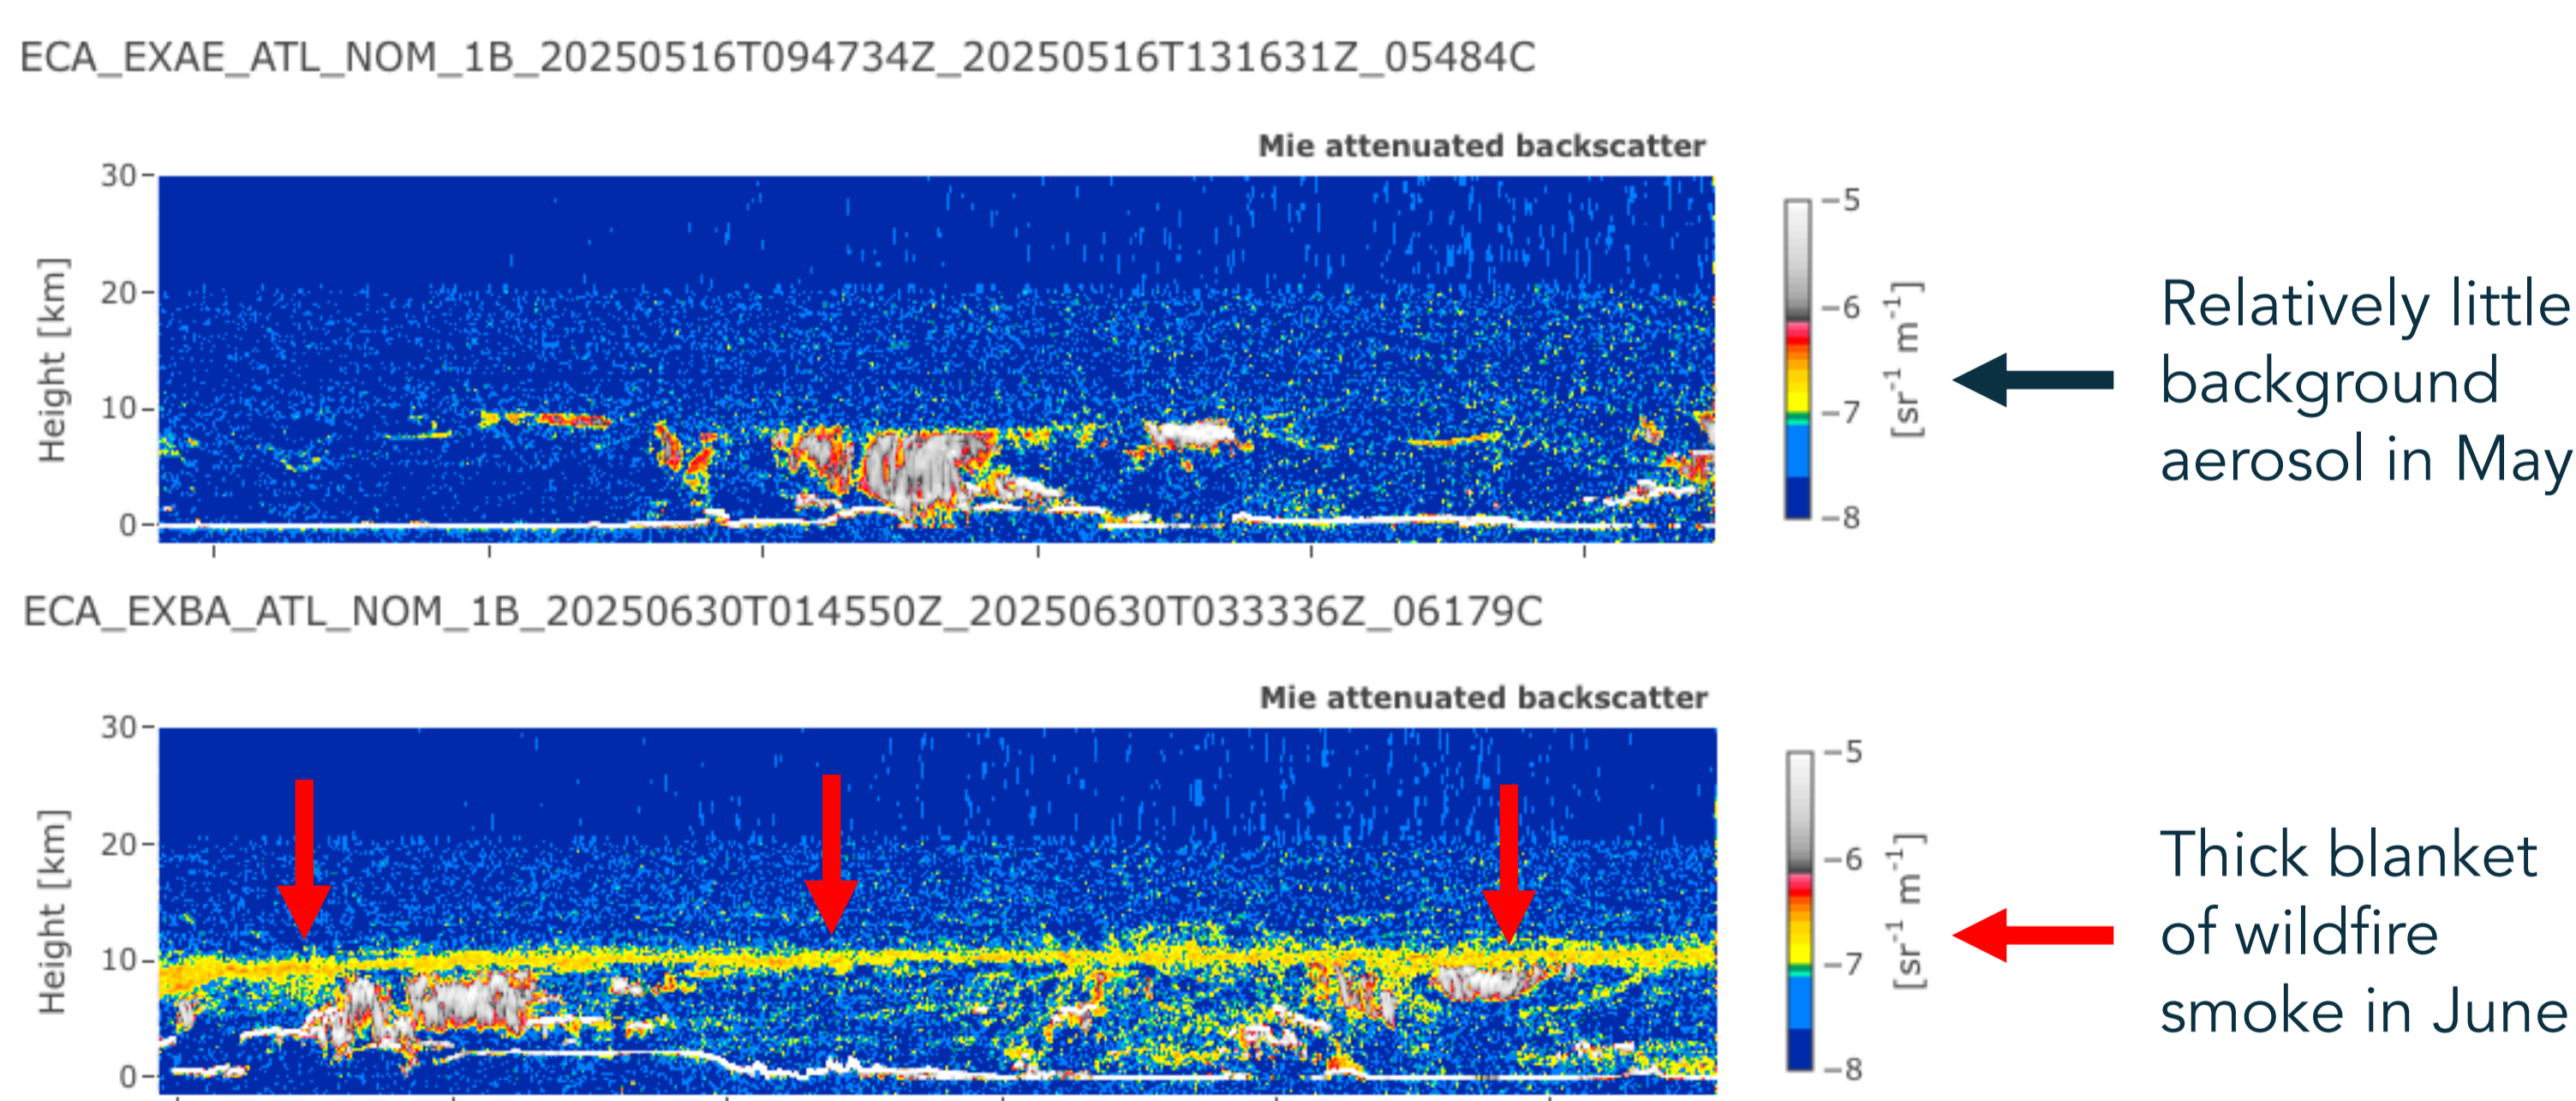 ECA_EXAE_ATL_NOM_1B_20250516T094734Z_20250516T131631Z_05484C
Mie attenuated backscatter
30
20
10
0
Height [km]
−5
−6
−7
−8
[sr⁻¹ m⁻¹]
Relatively little
background
aerosol in May
ECA_EXBA_ATL_NOM_1B_20250630T014550Z_20250630T033336Z_06179C
Mie attenuated backscatter
30
20
10
0
Height [km]
−5
−6
−7
−8
[sr⁻¹ m⁻¹]
Thick blanket
of wildfire
smoke in June